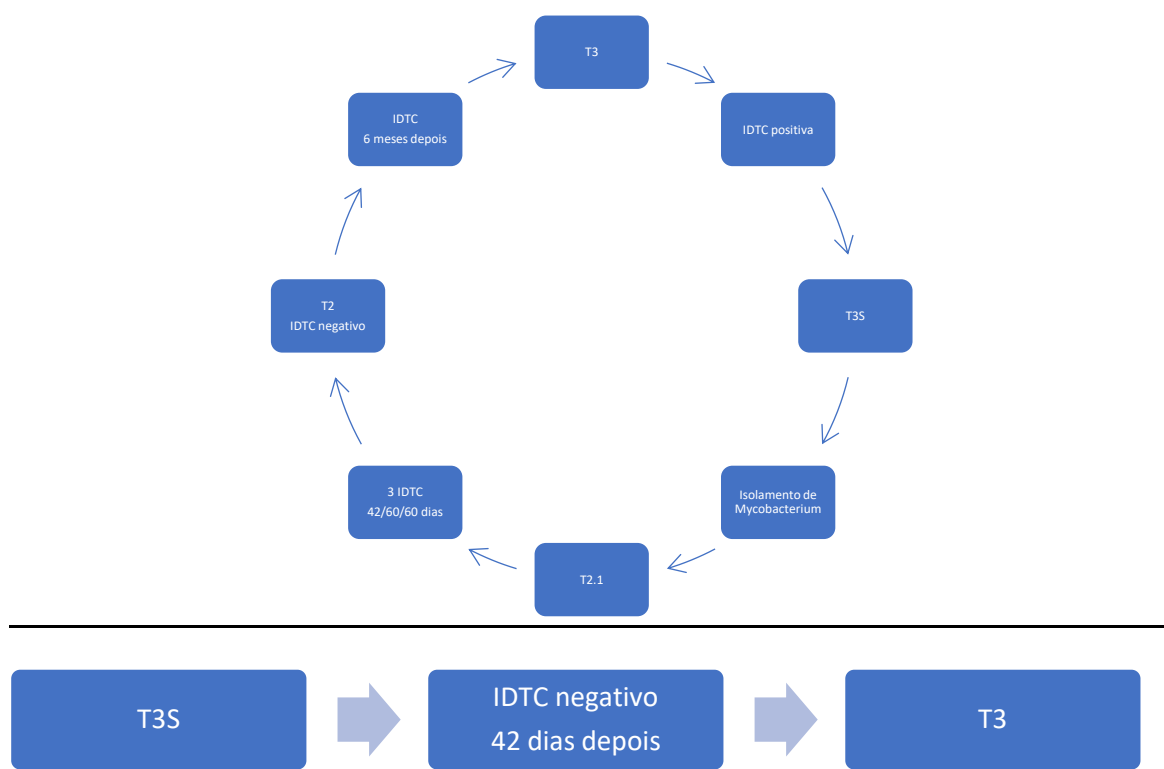 T3
IDTC positiva
T3S
Isolamento de
Mycobacterium
T2.1
3 IDTC
42/60/60 dias
T2
IDTC negativo
IDTC
6 meses depois
T3S
IDTC negativo
42 dias depois
T3